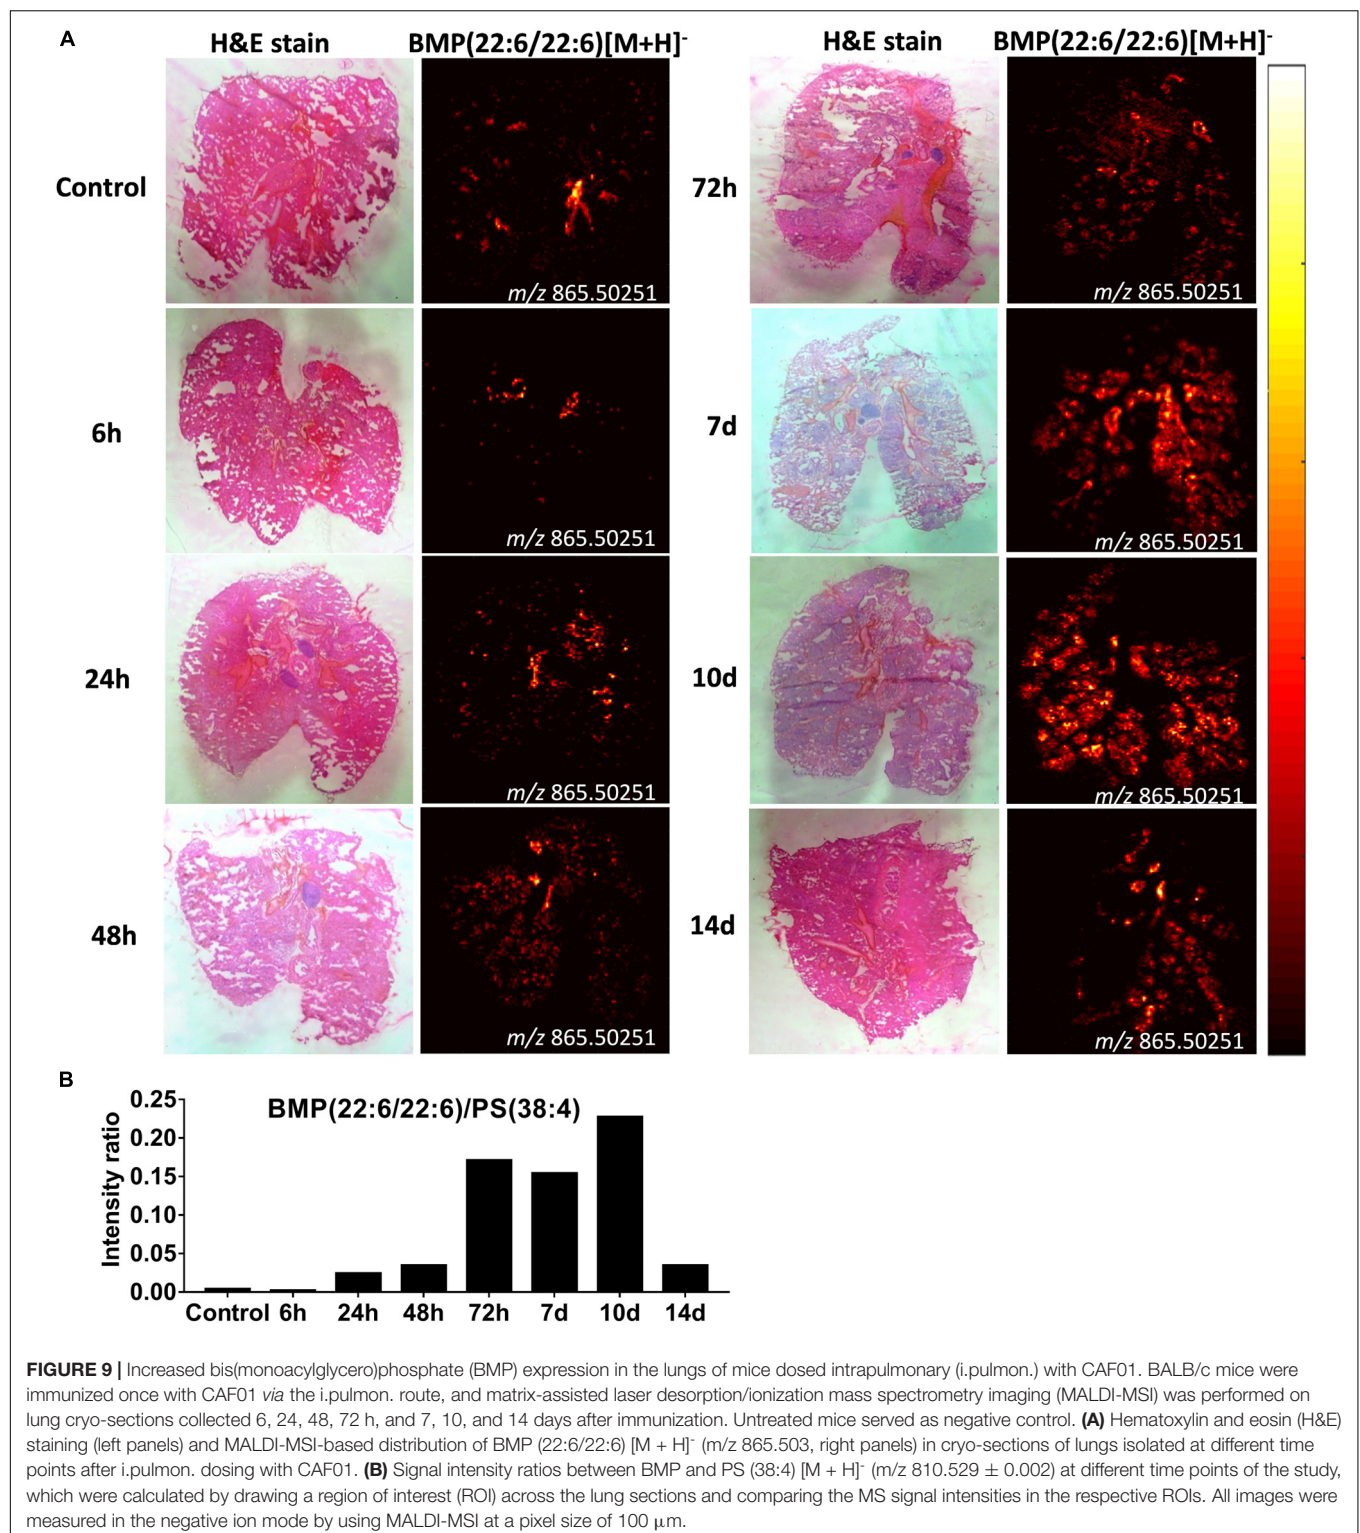 A
H&E stain
BMP(22:6/22:6)[M+H]-
H&E stain
BMP(22:6/22:6)[M+H]-
Control
m/z 865.50251
72h
m/z 865.50251
6h
m/z 865.50251
7d
m/z 865.50251
24h
m/z 865.50251
10d
m/z 865.50251
48h
m/z 865.50251
14d
m/z 865.50251
B
BMP(22:6/22:6)/PS(38:4)
Intensity ratio
0.25
0.20
0.15
0.10
0.05
0.00
Control 6h 24h 48h 72h 7d 10d 14d
FIGURE 9 | Increased bis(monoacylglycero)phosphate (BMP) expression in the lungs of mice dosed intrapulmonary (i.pulmon.) with CAF01. BALB/c mice were
immunized once with CAF01 via the i.pulmon. route, and matrix-assisted laser desorption/ionization mass spectrometry imaging (MALDI-MSI) was performed on
lung cryo-sections collected 6, 24, 48, 72 h, and 7, 10, and 14 days after immunization. Untreated mice served as negative control. (A) Hematoxylin and eosin (H&E)
staining (left panels) and MALDI-MSI-based distribution of BMP (22:6/22:6) [M + H]- (m/z 865.503, right panels) in cryo-sections of lungs isolated at different time
points after i.pulmon. dosing with CAF01. (B) Signal intensity ratios between BMP and PS (38:4) [M + H]- (m/z 810.529 ± 0.002) at different time points of the study,
which were calculated by drawing a region of interest (ROI) across the lung sections and comparing the MS signal intensities in the respective ROIs. All images were
measured in the negative ion mode by using MALDI-MSI at a pixel size of 100 μm.